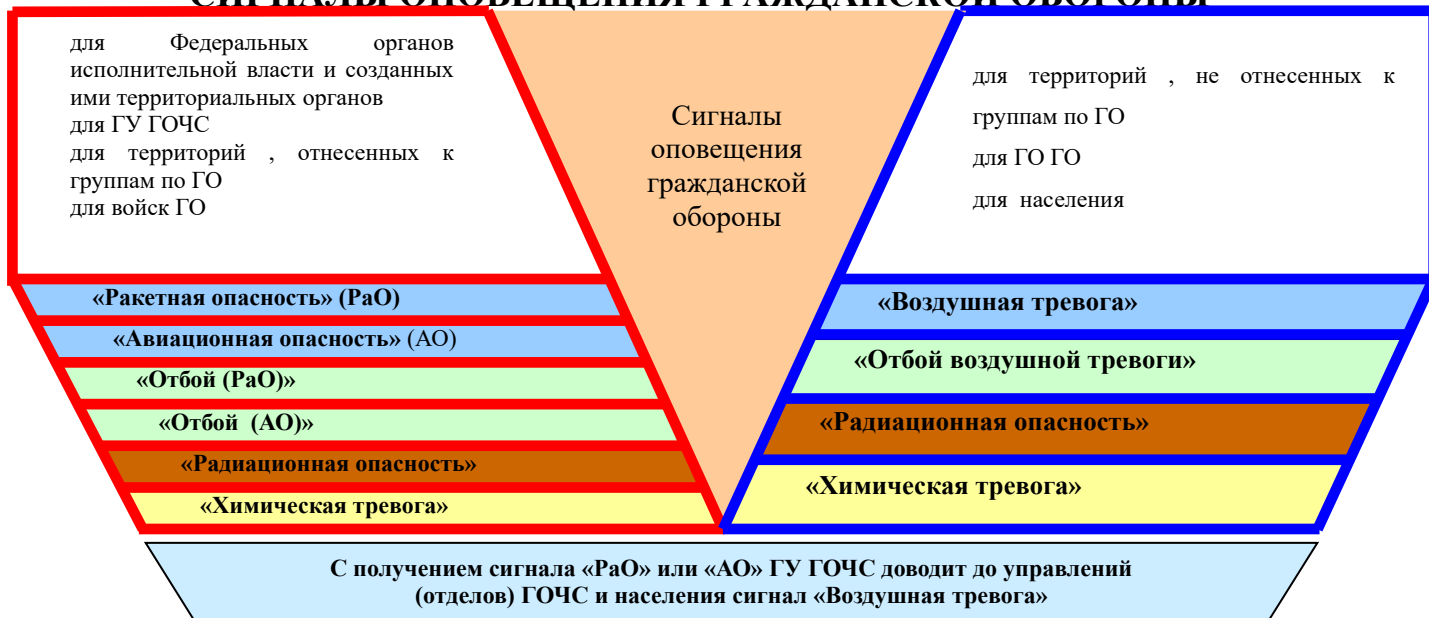 СИГНАЛЫ ОПОВЕЩЕНИЯ ГРАЖДАНСКОЙ ОБОРОНЫ
для Федеральных органов
исполнительной власти и созданных
ими территориальных органов
для ГУ ГОЧС
для территорий , отнесенных к
группам по ГО
для войск ГО
Сигналы
оповещения
гражданской
обороны
для территорий , не отнесенных к
группам по ГО
для ГО ГО
для населения
«Ракетная опасность» (РаО)
«Авиационная опасность» (АО)
«Отбой (РаО)»
«Отбой (АО)»
«Радиационная опасность»
«Химическая тревога»
«Воздушная тревога»
«Отбой воздушной тревоги»
«Радиационная опасность»
«Химическая тревога»
С получением сигнала «РаО» или «АО» ГУ ГОЧС доводит до управлений
(отделов) ГОЧС и населения сигнал «Воздушная тревога»